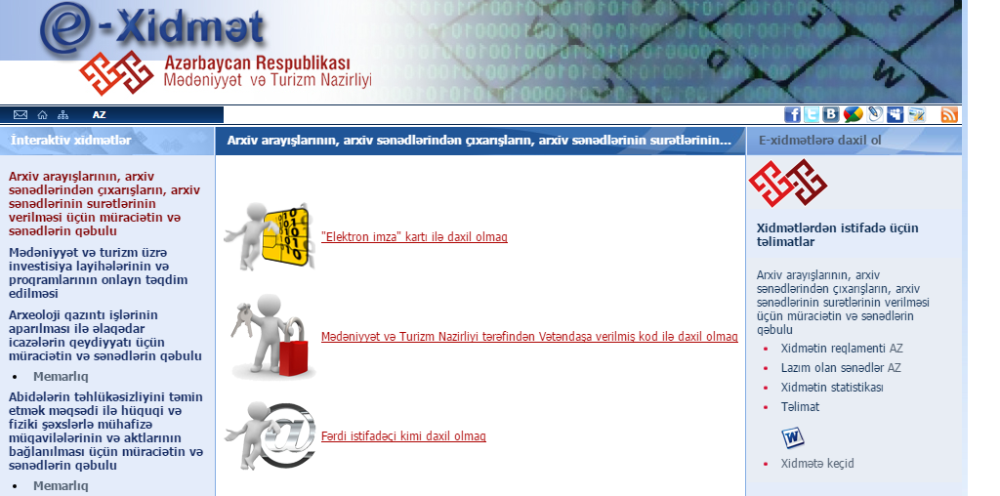 e-Xidmət
Azərbaycan Respublikası
Mədəniyyət və Turizm Nazirliyi
AZ
İnteraktiv xidmətlər
Arxiv arayışlarının, arxiv
sənədlərindən çıxarışların, arxiv
sənədlərinin surətlərinin
verilməsi üçün müraciətin və
sənədlərin qəbulu
Mədəniyyət və turizm üzrə
investisiya layihələrinin və
proqramlarının onlayn təqdim
edilməsi
Arxeoloji qazıntı işlərinin
aparılması ilə əlaqədar
icazələrin qeydiyyatı üçün
müraciətin və sənədlərin qəbulu
Memarlıq
Abidələrin təhlükəsizliyini təmin
etmək məqsədi ilə hüquqi və
fiziki şəxslərlə mühafizə
müqavilələrinin və aktlarının
bağlanılması üçün müraciətin və
sənədlərin qəbulu
Memarlıq
Arxiv arayışlarının, arxiv sənədlərindən çıxarışların, arxiv sənədlərinin surətlərinin...
"Elektron imza" kartı ilə daxil olmaq
Mədəniyyət və Turizm Nazirliyi tərəfindən Vətəndaşa verilmiş kod ilə daxil olmaq
Fərdi istifadəçi kimi daxil olmaq
E-xidmətlərə daxil ol
Xidmətlərdən istifadə üçün
təlimatlar
Arxiv arayışlarının, arxiv
sənədlərindən çıxarışların, arxiv
sənədlərinin surətlərinin verilməsi
üçün müraciətin və sənədlərin
qəbulu
Xidmətin reqlamenti AZ
Lazım olan sənədlər AZ
Xidmətin statistikası
Təlimat
Xidmətə keçid